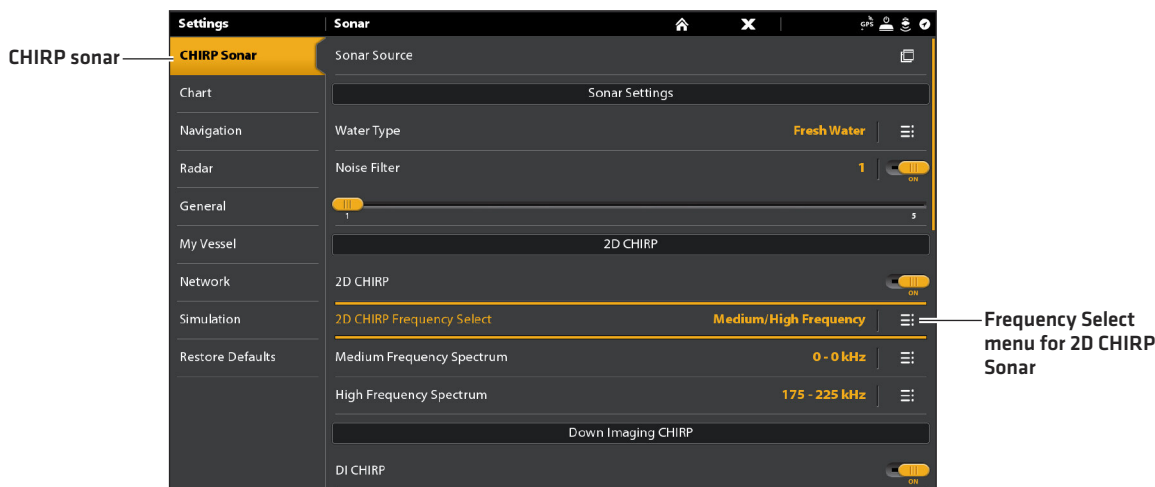 Settings
Sonar
GPS
CHIRP sonar
CHIRP Sonar
Sonar Source
Chart
Sonar Settings
Navigation
Water Type
Fresh Water
Radar
Noise Filter
1
ON
General
1
5
My Vessel
2D CHIRP
Network
2D CHIRP
ON
Simulation
2D CHIRP Frequency Select
Medium/High Frequency
Frequency Select
menu for 2D CHIRP
Sonar
Restore Defaults
Medium Frequency Spectrum
0 - 0 kHz
High Frequency Spectrum
175 - 225 kHz
Down Imaging CHIRP
DI CHIRP
ON